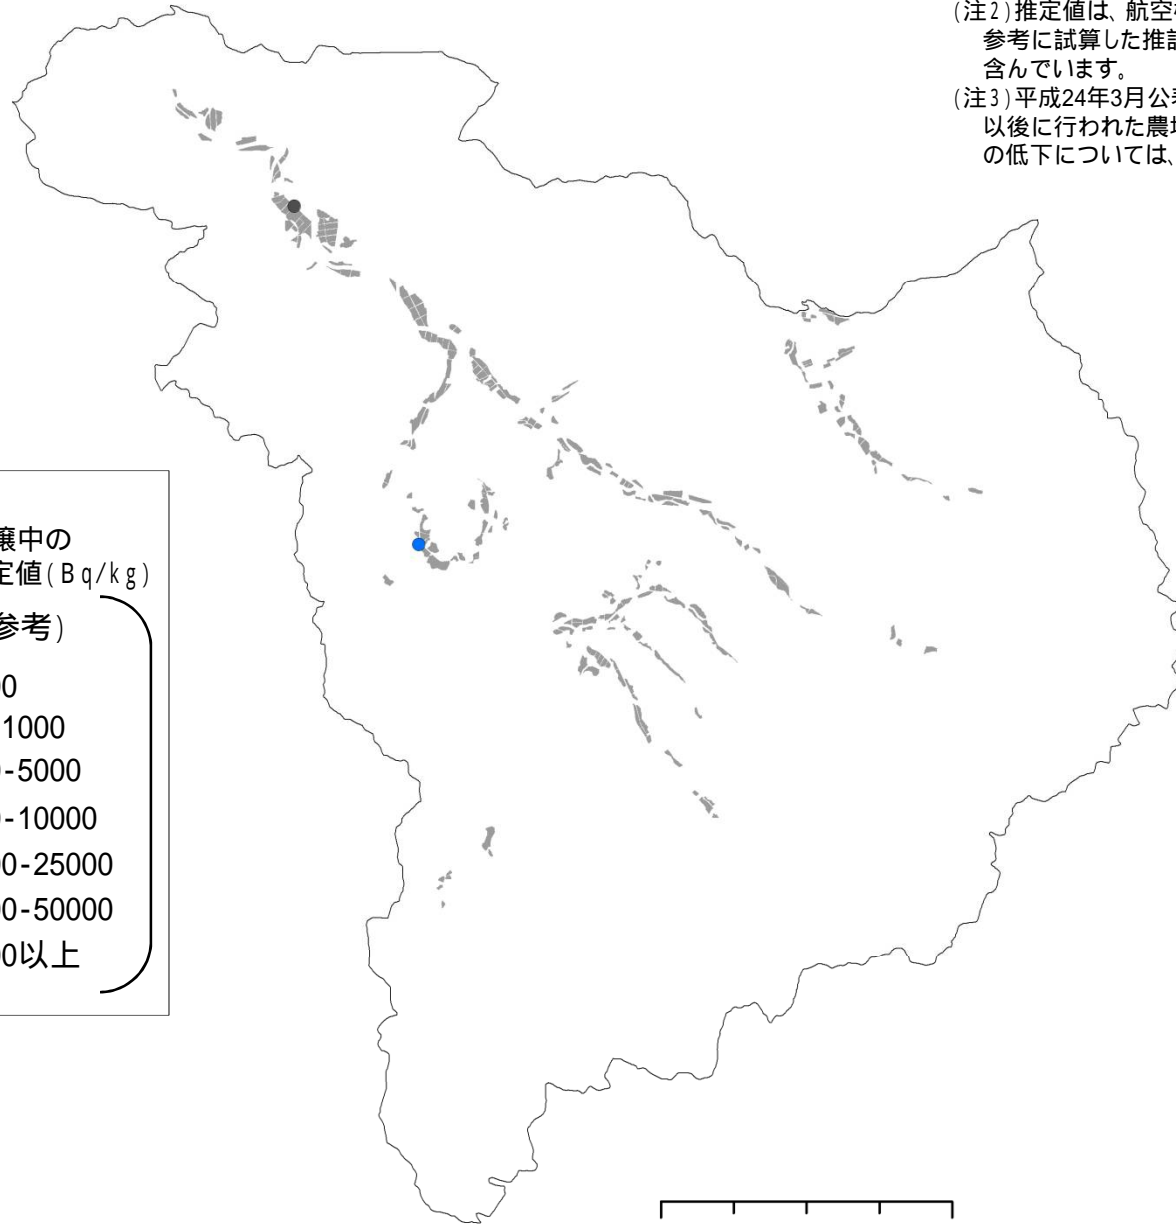 (注2)推定値は、航空
参考に試算した推
含んでいます。
(注3)平成24年3月公
以後に行われた農
の低下については、
壌中の
定値(Bq/kg)
参考)
00
1000
-5000
-10000
00-25000
00-50000
00以上